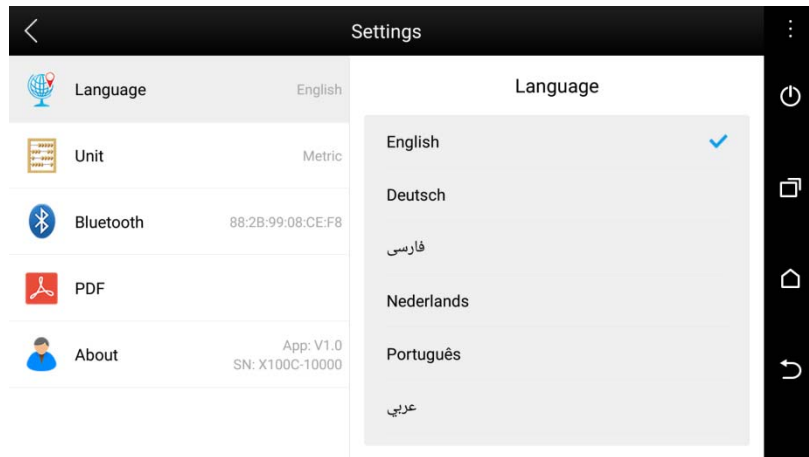 Settings
Language
English
Unit
Metric
Bluetooth
88:2B:99:08:CE:F8
PDF
About
App: V1.0
SN: X100C-10000
Language
English
Deutsch
فارسی
Nederlands
Português
عربي